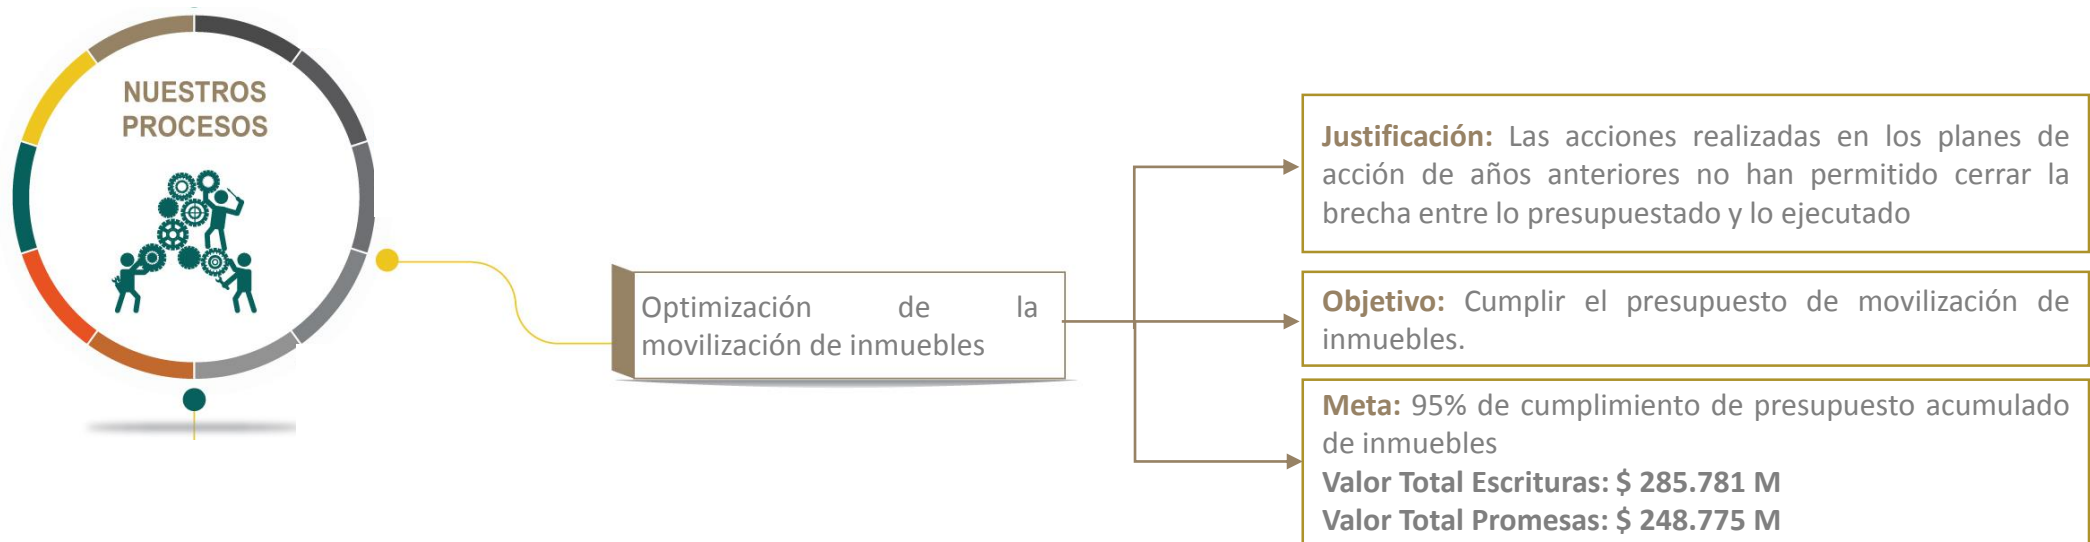 NUESTROS
PROCESOS
Optimización de la
movilización de inmuebles
Justificación: Las acciones realizadas en los planes de
acción de años anteriores no han permitido cerrar la
brecha entre lo presupuestado y lo ejecutado
Objetivo: Cumplir el presupuesto de movilización de
inmuebles.
Meta: 95% de cumplimiento de presupuesto acumulado
de inmuebles
Valor Total Escrituras: $ 285.781 M
Valor Total Promesas: $ 248.775 M